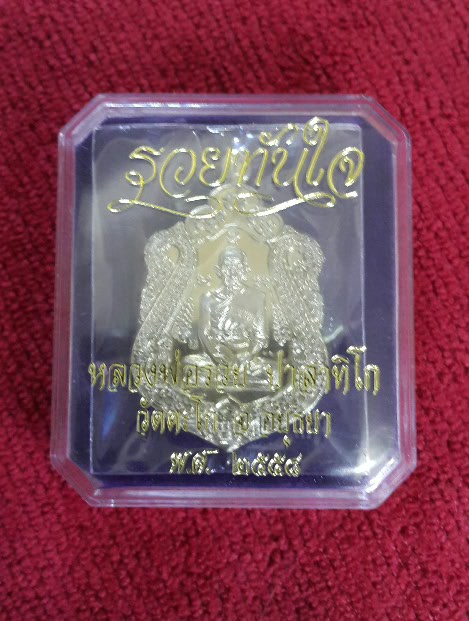 รวยทันใจ
หลวงพ่อรวย ปาสาทิโก
วัดตะโก จ.อยุธยา
พ.ศ. ๒๕๕๔